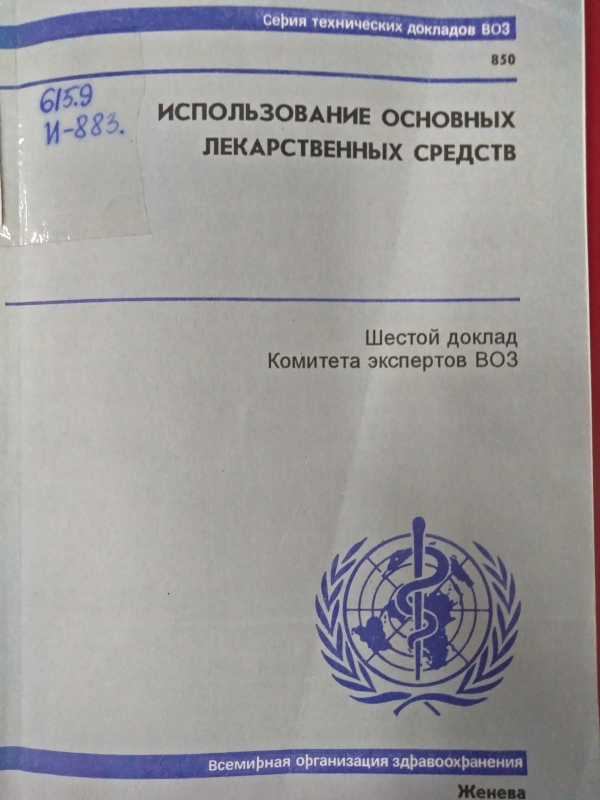 Серия технических докладов ВОЗ
850
615.9
И-883.
ИСПОЛЬЗОВАНИЕ ОСНОВНЫХ
ЛЕКАРСТВЕННЫХ СРЕДСТВ
Шестой доклад
Комитета экспертов ВОЗ
Всемирная организация здравоохранения
Женева